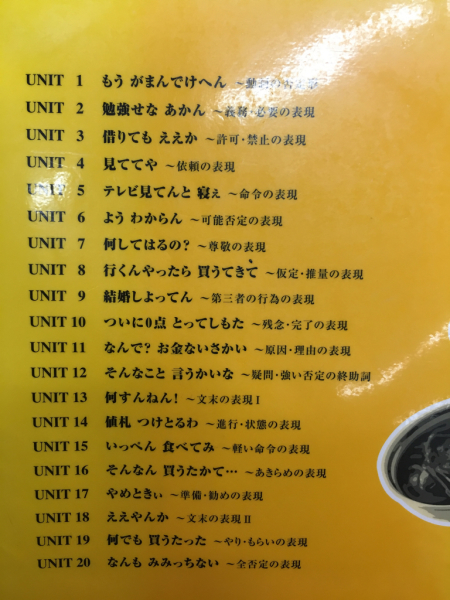 UNIT 1 もう がまんでけへん ～動詞の
UNIT 2 勉強せな あかん ～義務・必要の表現
UNIT 3 借りても ええか ～許可・禁止の表現
UNIT 4 見ててや ～依頼の表現
UNIT 5 テレビ見てんと 寝ぇ ～命令の表現
UNIT 6 よう わからん ～可能否定の表現
UNIT 7 何してはるの？ ～尊敬の表現
UNIT 8 行くんやったら 買うてきて ～仮定・推量の表現
UNIT 9 結婚しよってん ～第三者の行為の表現
UNIT 10 ついに0点 とってしもた ～残念・完了の表現
UNIT 11 なんで？ お金ないさかい ～原因・理由の表現
UNIT 12 そんなこと 言うかいな ～疑問・強い否定の終助詞
UNIT 13 何すんねん！ ～文末の表現Ⅰ
UNIT 14 値札 つけとるわ ～進行・状態の表現
UNIT 15 いっぺん 食べてみ ～軽い命令の表現
UNIT 16 そんなん 買うたかて… ～あきらめの表現
UNIT 17 やめときぃ ～準備・勧めの表現
UNIT 18 ええやんか ～文末の表現Ⅱ
UNIT 19 何でも 買うたった ～やり・もらいの表現
UNIT 20 なんも みみっちない ～全否定の表現